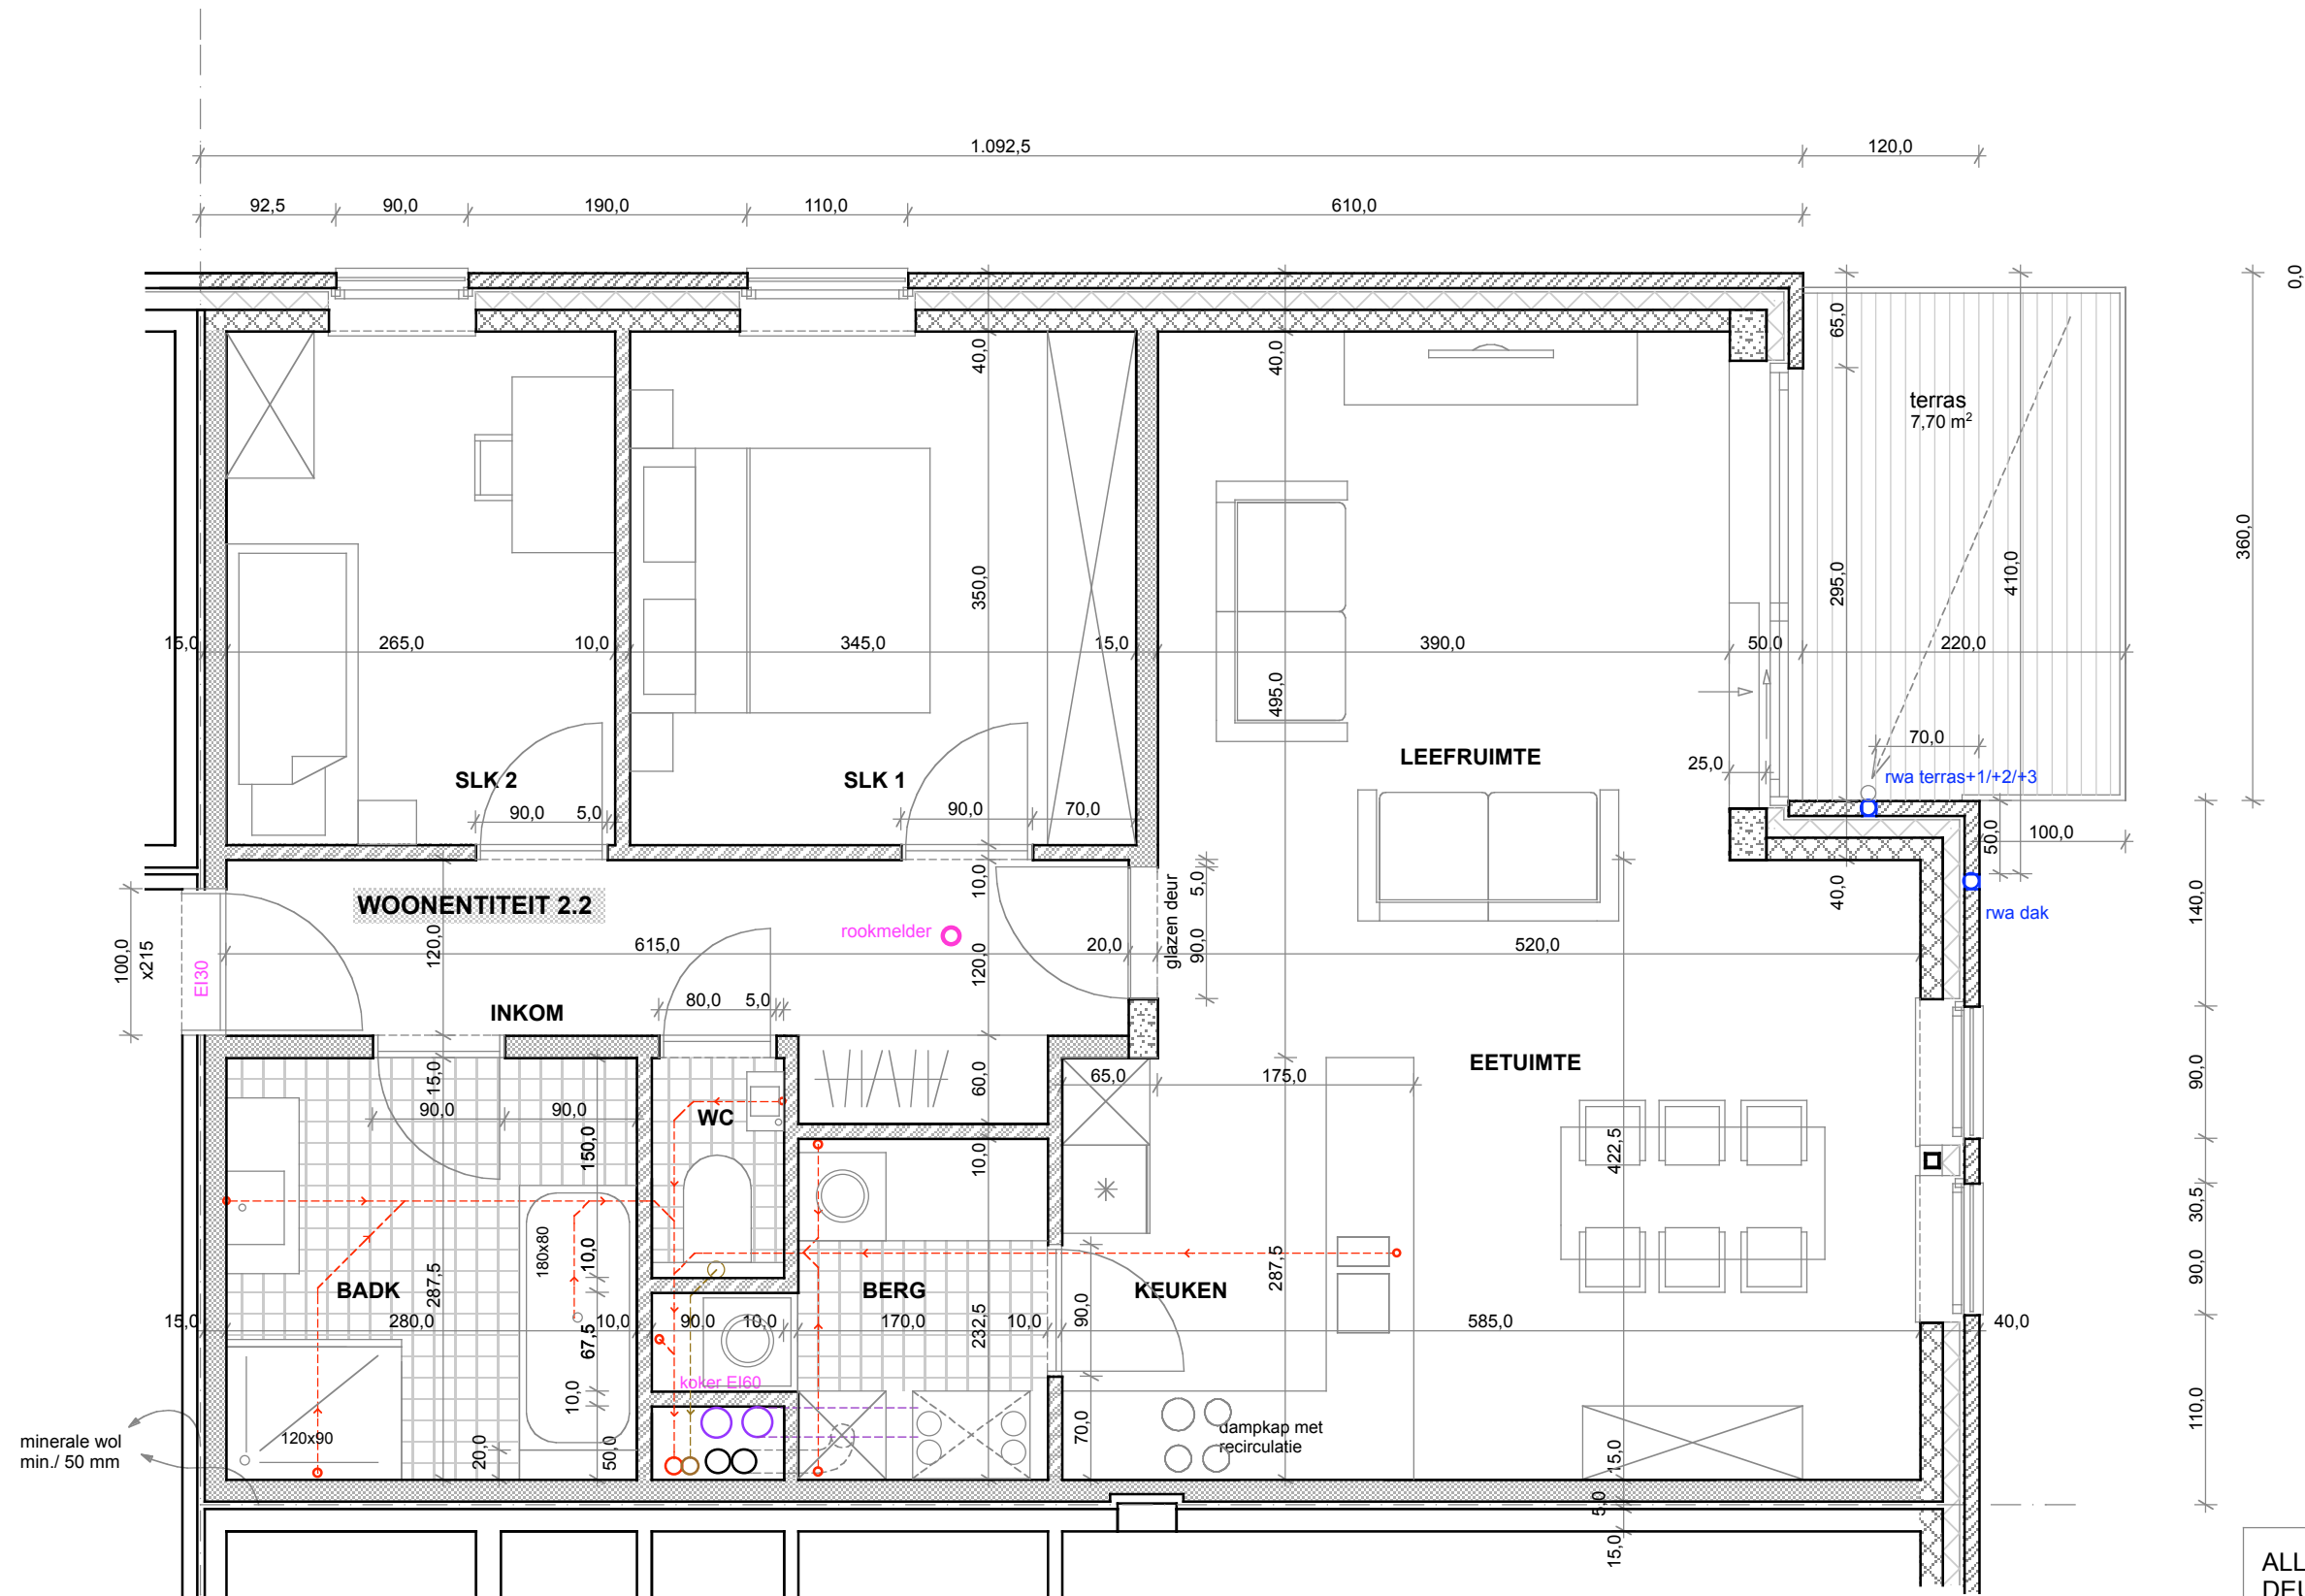 1.092,5
120,0
92,5
90,0
190,0
110,0
610,0
0,0
40,0
40,0
65,0
terras
7,70 m²
360,0
350,0
295,0
410,0
15,0
265,0
10,0
345,0
15,0
390,0
50,0
220,0
495,0
70,0
LEEFRUIMTE
25,0
rwa terras+1/+2/+3
SLK 2
SLK 1
90,0
5,0
90,0
70,0
50,0
100,0
10,0
5,0
40,0
140,0
WOONENTITEIT 2.2
glazen deur
rwa dak
100,0
x215
EI30
120,0
615,0
rookmelder
120,0
20,0
90,0
520,0
INKOM
80,0
5,0
EETUIMTE
15,0
60,0
65,0
175,0
90,0
90,0
90,0
WC
150,0
10,0
422,5
30,5
180x80
10,0
287,5
BADK
BERG
287,5
KEUKEN
90,0
15,0
280,0
10,0
67,5
90,0
10,0
170,0
232,5
10,0
90,0
585,0
40,0
koker EI60
10,0
110,0
120x90
20,0
50,0
70,0
dampkap met
recirculatie
15,0
minerale wol
min./ 50 mm
5,0
15,0
ALL
DEU